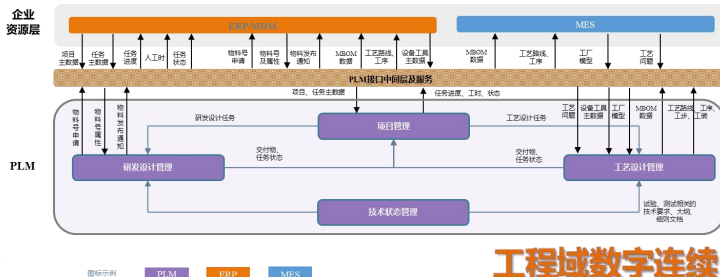 企业
资源层
ERP/MDM
MES
项目
主数据
任务
主数据
任务
进度
人工时
任务
状态
物料号
申请
物料号
及属性
物料发布
通知
MBOM
数据
工艺路线、
工序
设备工具
主数据
MBOM
数据
工艺路线、
工序
工厂
模型
工艺
问题
PLM接口中间层及服务
项目、任务主数据
任务进度、工时、状态
物料号申请
物料号属性
物料发布通知
工艺
问题
设备工具
主数据
工厂
模型
MBOM
数据
工艺路线、工序、
工步、工装
研发设计任务
项目管理
工艺设计任务
PLM
研发设计管理
交付物、
任务状态
交付物、
任务状态
工艺设计管理
技术状态管理
试验、测试相关的
技术要求、大纲、
细则文档
图标示例
PLM
ERP
MES
工程域数字连续